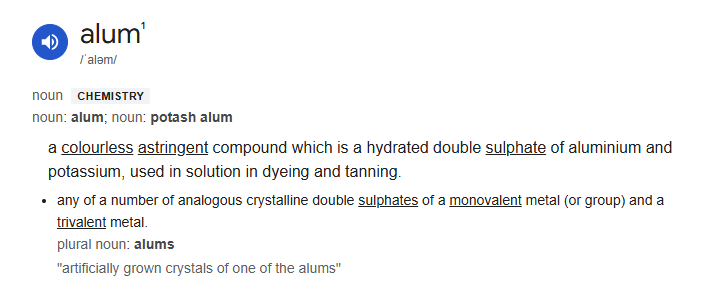 alum¹
/ˈaləm/
noun CHEMISTRY
noun: alum; noun: potash alum
a colourless astringent compound which is a hydrated double sulphate of aluminium and
potassium, used in solution in dyeing and tanning.
• any of a number of analogous crystalline double sulphates of a monovalent metal (or group) and a
trivalent metal.
plural noun: alums
"artificially grown crystals of one of the alums"